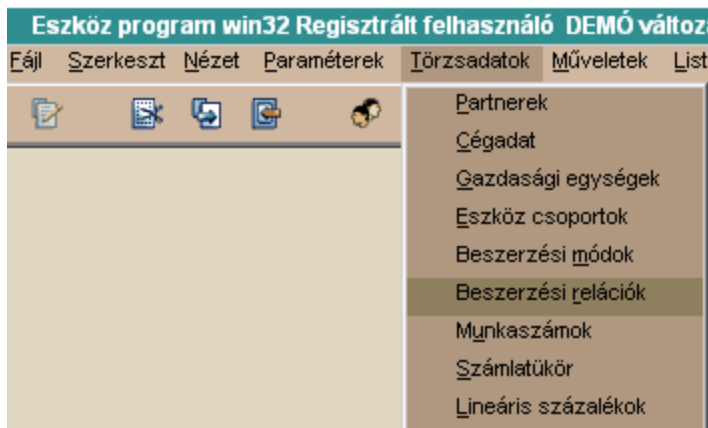 Eszköz program win32 Regisztrált felhasználó DEMÓ változa
Fájl Szerkeszt Nézet Paraméterek Törzsadatok Műveletek List
Partnerek
Cégadat
Gazdasági egységek
Eszköz csoportok
Beszerzési módok
Beszerzési relációk
Munkaszámok
Számlatükör
Lineáris százalékok